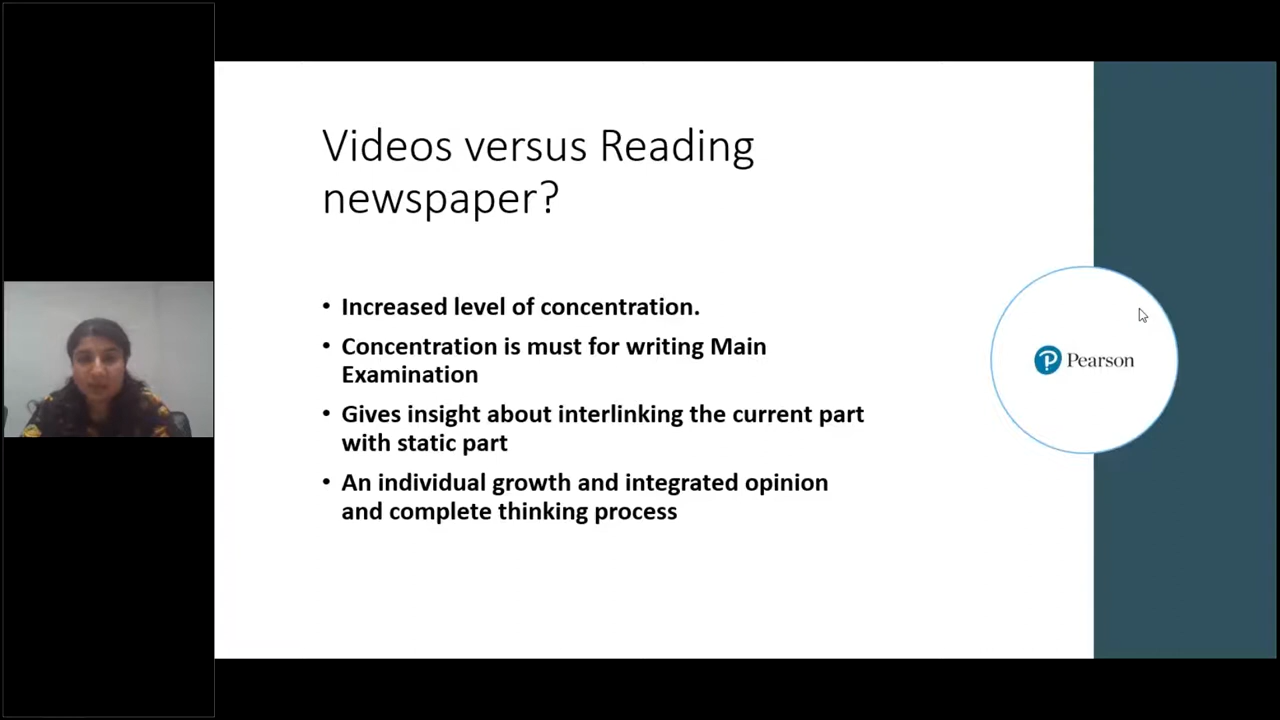 Videos versus Reading
newspaper?
• Increased level of concentration.
• Concentration is must for writing Main
Examination
• Gives insight about interlinking the current part
with static part
• An individual growth and integrated opinion
and complete thinking process
Pearson